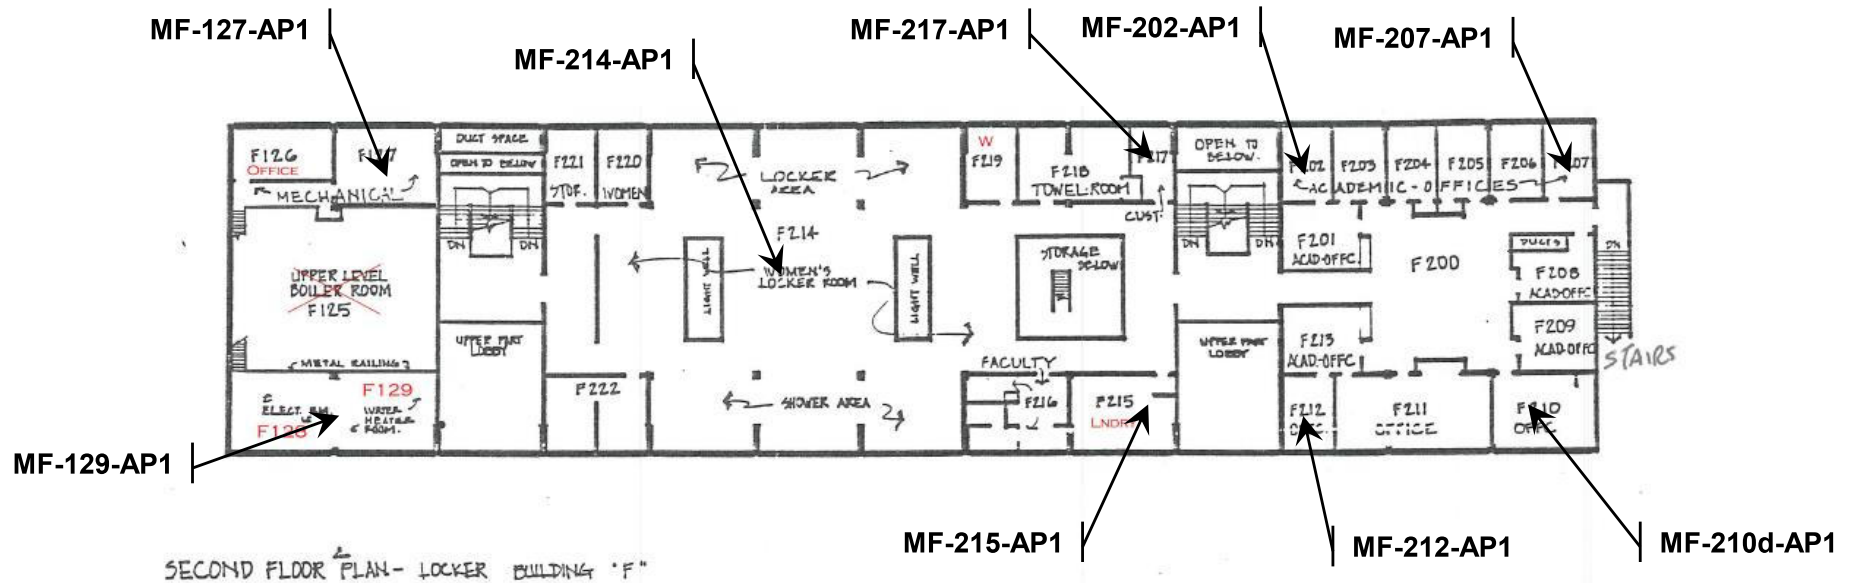 MF-127-AP1
MF-214-AP1
MF-217-AP1
MF-202-AP1
MF-207-AP1
F126
OFFICE
F127
MECHANICAL
DUCT SPACE
OPEN TO BELOW
F221
STOR.
F220
WOMEN
LOCKER
AREA
W
F219
F218
TOWEL ROOM
F217
CUST.
OPEN TO
BELOW.
F202
F203
F204
F205
F206
F207
ACADEMIC-OFFICES
DN
DN
F214
WOMEN'S
LOCKER ROOM
LIGHT WELL
LIGHT WELL
STORAGE
BELOW
DN
DN
F201
ACAD-OFFC.
F200
DUCTS
F208
ACAD-OFFC
DN
UPPER LEVEL
BOILER ROOM
F125
METAL RAILING
UPPER PART
LOBBY
UPPER PART
LOBBY
F213
ACAD-OFFC
F209
ACAD-OFFC
STAIRS
F129
ELECT. RM.
WATER
HEATER
ROOM.
F128
F222
SHOWER AREA
FACULTY
F216
F215
LNDRY
F212
OFFC.
F211
OFFICE
F210
OFFC
MF-129-AP1
MF-215-AP1
MF-212-AP1
MF-210d-AP1
SECOND FLOOR PLAN- LOCKER BUILDING "F"